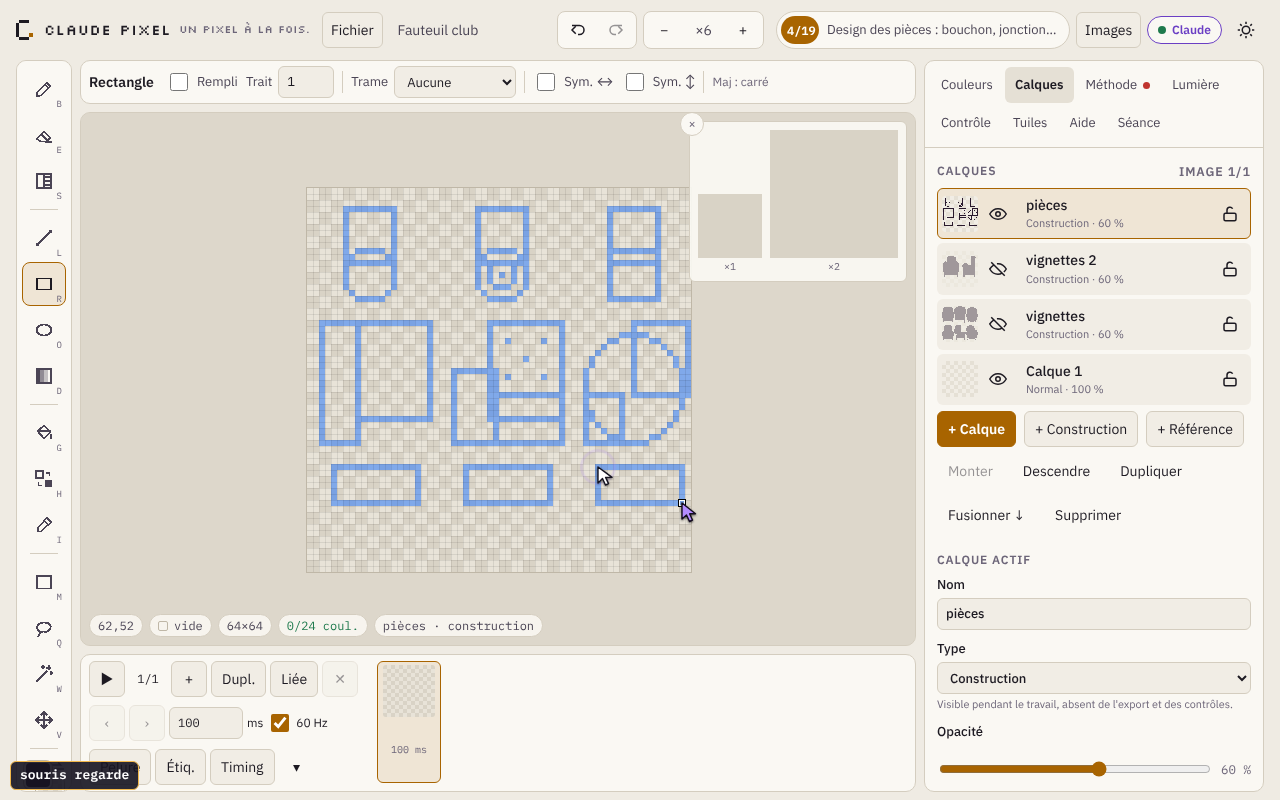 CLAUDE PIXEL UN PIXEL À LA FOIS. Fichier Fauteuil club − ×6 + 4/19 Design des pièces : bouchon, jonction… Images Claude
Rectangle Rempli Trait 1 Trame Aucune Sym. ↔ Sym. ↕ Maj : carré
B
E
S
L
R
O
D
G
H
I
M
Q
W
V
×
×1 ×2
62,52 vide 64×64 0/24 coul. pièces · construction
1/1 + Dupl. Liée ×
‹ › 100 ms 60 Hz
Étiq. Timing ▼
100 ms
souris regarde
Couleurs Calques Méthode Lumière
Contrôle Tuiles Aide Séance
CALQUES IMAGE 1/1
pièces
Construction · 60 %
vignettes 2
Construction · 60 %
vignettes
Construction · 60 %
Calque 1
Normal · 100 %
+ Calque + Construction + Référence
Monter Descendre Dupliquer
Fusionner ↓ Supprimer
CALQUE ACTIF
Nom
pièces
Type
Construction
Visible pendant le travail, absent de l'export et des contrôles.
Opacité
60 %